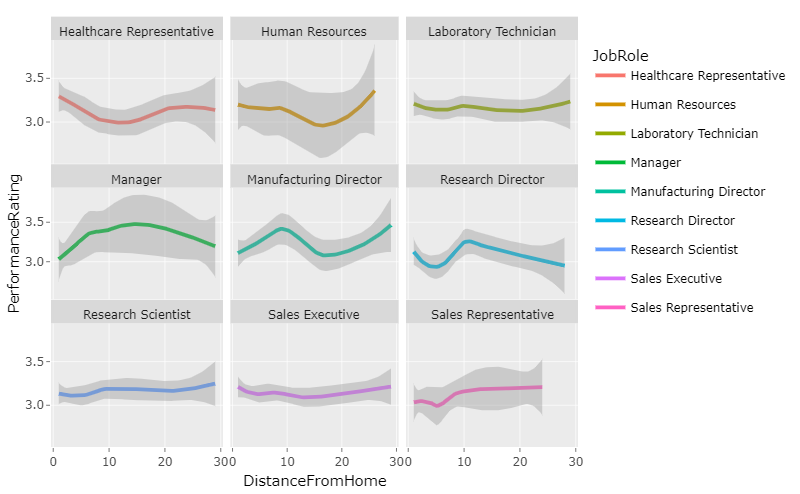 Healthcare Representative
Human Resources
Laboratory Technician
3.5
3.0
Manager
Manufacturing Director
Research Director
3.5
3.0
Research Scientist
Sales Executive
Sales Representative
3.5
3.0
0 10 20 30
0 10 20 30
0 10 20 30
DistanceFromHome
PerformanceRating
JobRole
Healthcare Representative
Human Resources
Laboratory Technician
Manager
Manufacturing Director
Research Director
Research Scientist
Sales Executive
Sales Representative